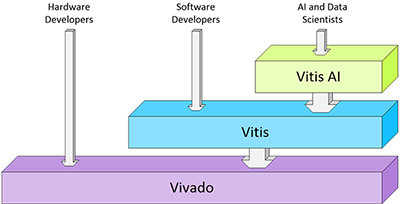 Hardware
Developers
Software
Developers
AI and Data
Scientists
Vitis AI
Vitis
Vivado